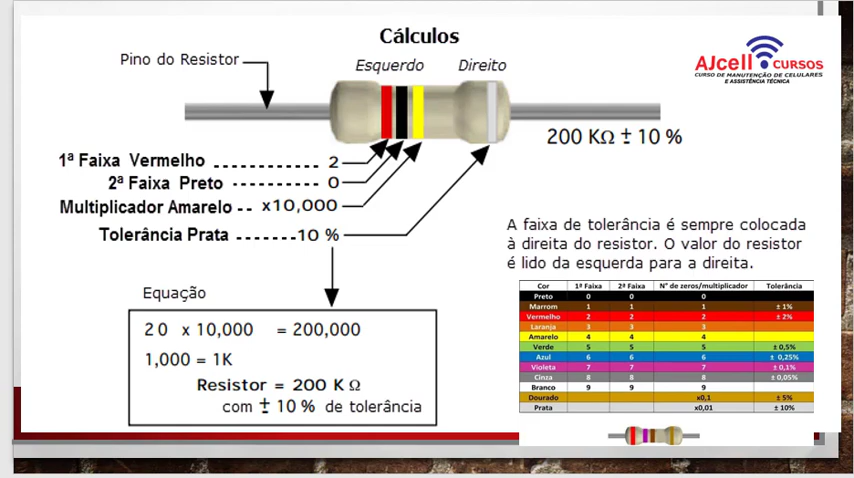 Cálculos
AJcell CURSOS
CURSO DE MANUTENÇÃO DE CELULARES
E ASSISTÊNCIA TÉCNICA
Pino do Resistor
Esquerdo Direito
200 KΩ ± 10 %
1ª Faixa Vermelho ............... 2
2ª Faixa Preto ------------ 0
Multiplicador Amarelo -- x10,000
Tolerância Prata .......10 %
A faixa de tolerância é sempre colocada
à direita do resistor. O valor do resistor
é lido da esquerda para a direita.
Equação
20 x 10,000 = 200,000
1,000 = 1K
Resistor = 200 K Ω
com ± 10 % de tolerância
Cor 1ª Faixa 2ª Faixa N° de zeros/multiplicador Tolerância
Preto 0 0 0
Marrom 1 1 1 ± 1%
Vermelho 2 2 2 ± 2%
Laranja 3 3 3
Amarelo 4 4 4
Verde 5 5 5 ± 0,5%
Azul 6 6 6 ± 0,25%
Violeta 7 7 7 ± 0,1%
Cinza 8 8 8 ± 0,05%
Branco 9 9 9
Dourado x0,1 ± 5%
Prata x0,01 ± 10%